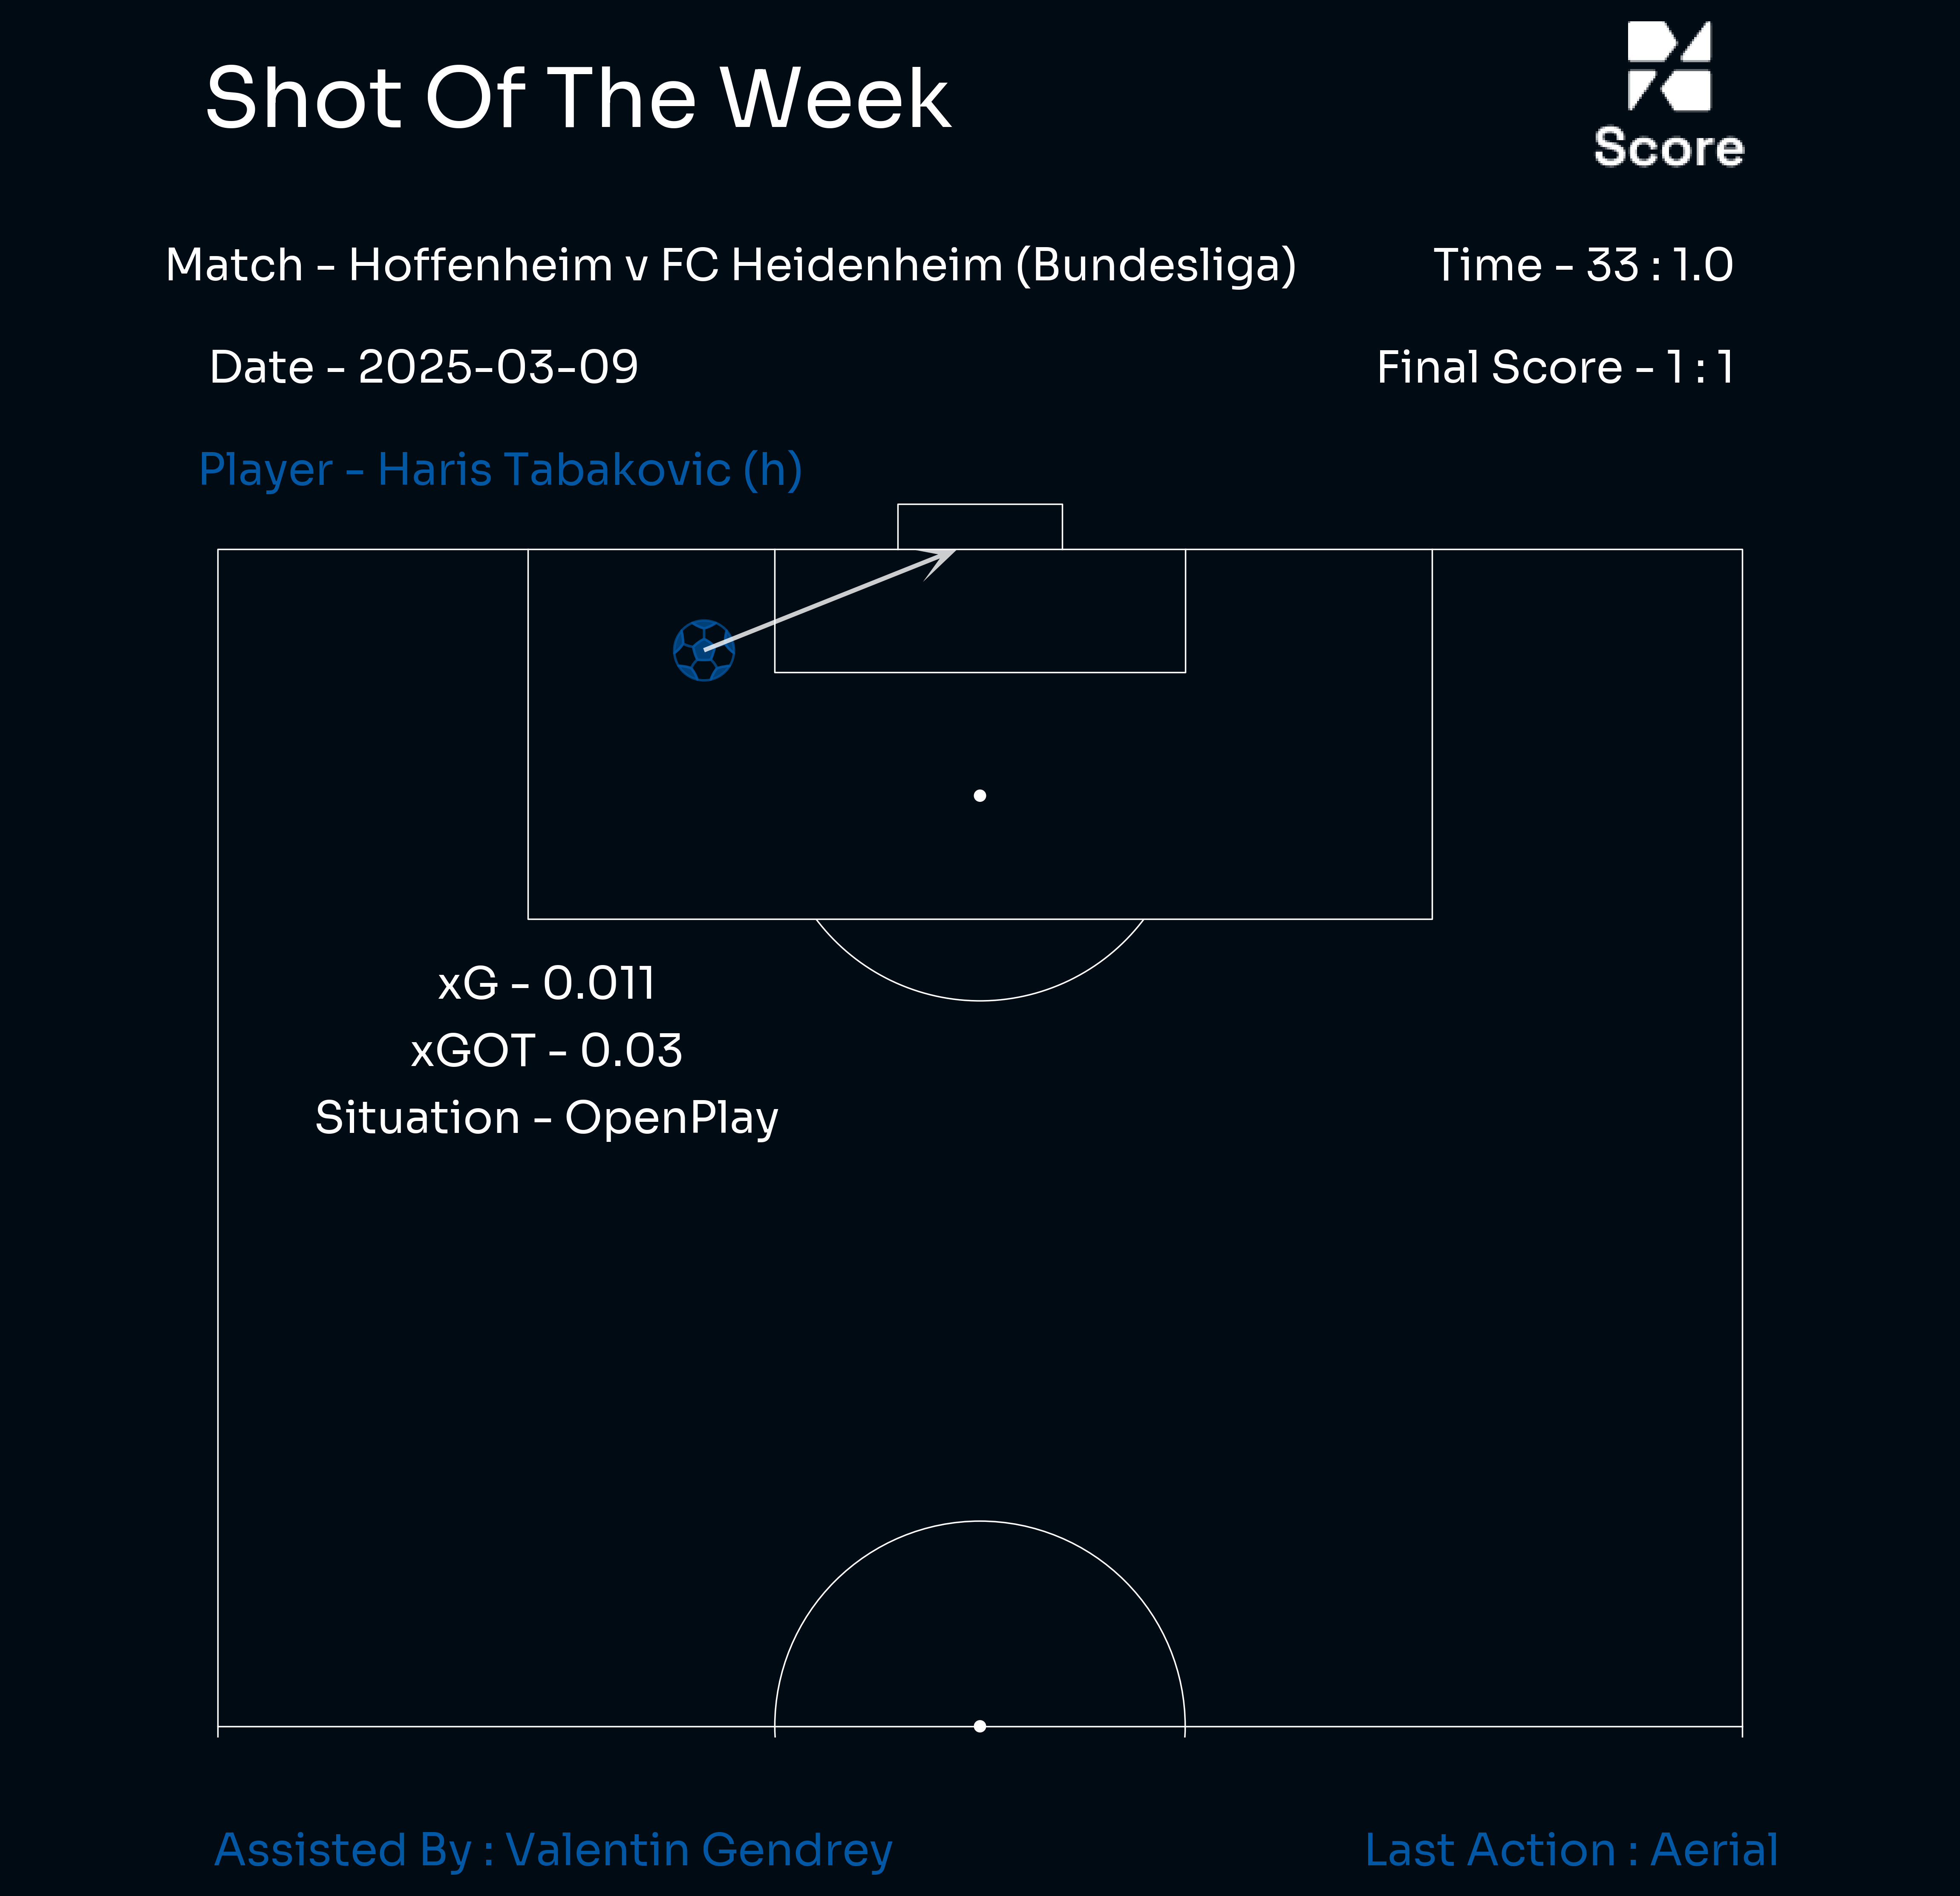 Shot Of The Week
Score
Match - Hoffenheim v FC Heidenheim (Bundesliga)
Time - 33 : 1.0
Date - 2025-03-09
Final Score - 1 : 1
Player - Haris Tabakovic (h)
xG - 0.011
xGOT - 0.03
Situation - OpenPlay
Assisted By : Valentin Gendrey
Last Action : Aerial